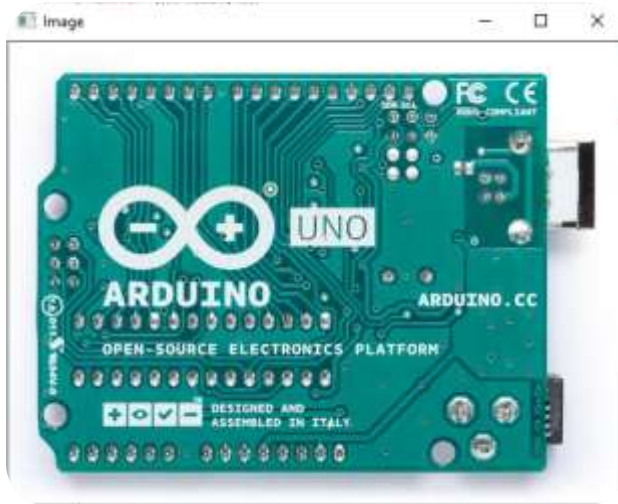 Image
FC CE
UNO
ARDUINO
ARDUINO.CC
OPEN-SOURCE ELECTRONICS PLATFORM
DESIGNED AND
ASSEMBLED IN ITALY